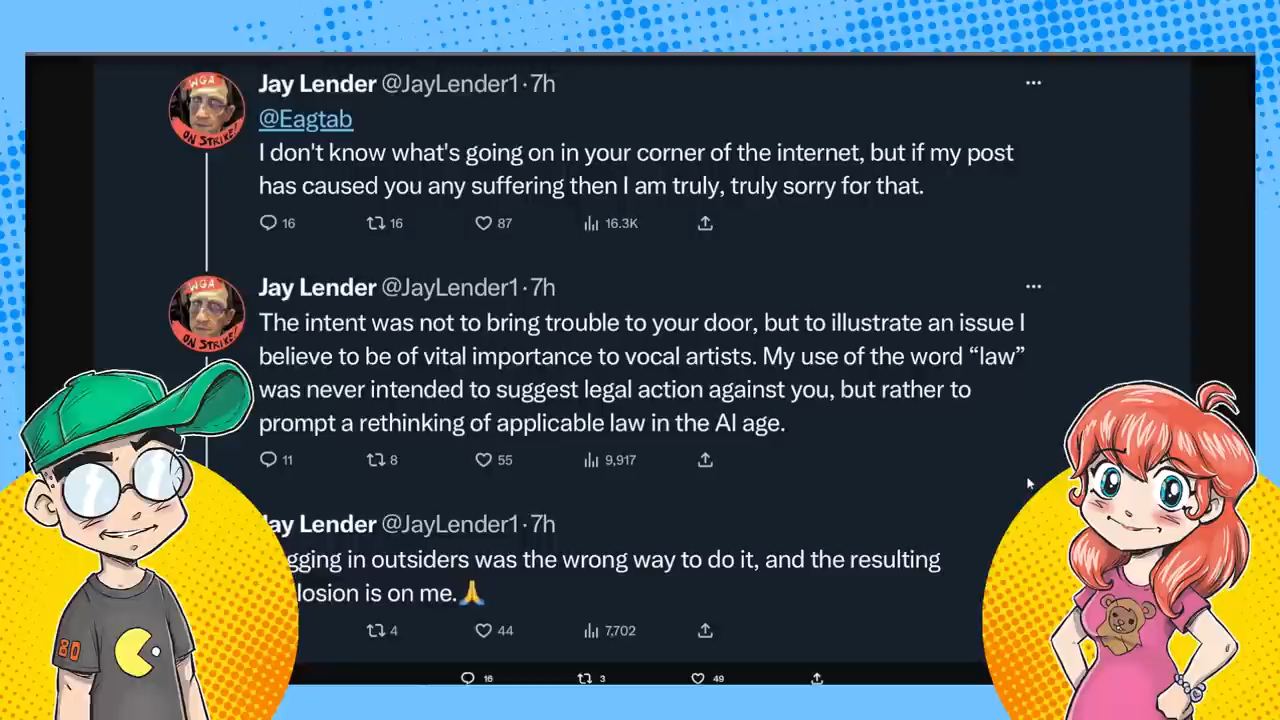 Jay Lender @JayLender1·7h
@Eagtab
I don't know what's going on in your corner of the internet, but if my post
has caused you any suffering then I am truly, truly sorry for that.
16 16 87 16.3K
Jay Lender @JayLender1·7h
The intent was not to bring trouble to your door, but to illustrate an issue I
believe to be of vital importance to vocal artists. My use of the word “law”
was never intended to suggest legal action against you, but rather to
prompt a rethinking of applicable law in the AI age.
11 8 55 9,917
Jay Lender @JayLender1·7h
gging in outsiders was the wrong way to do it, and the resulting
losion is on me.🙏
4 44 7,702
16 3 49
WGA
ON STRIKE!
WGA
ON STRIKE!
80